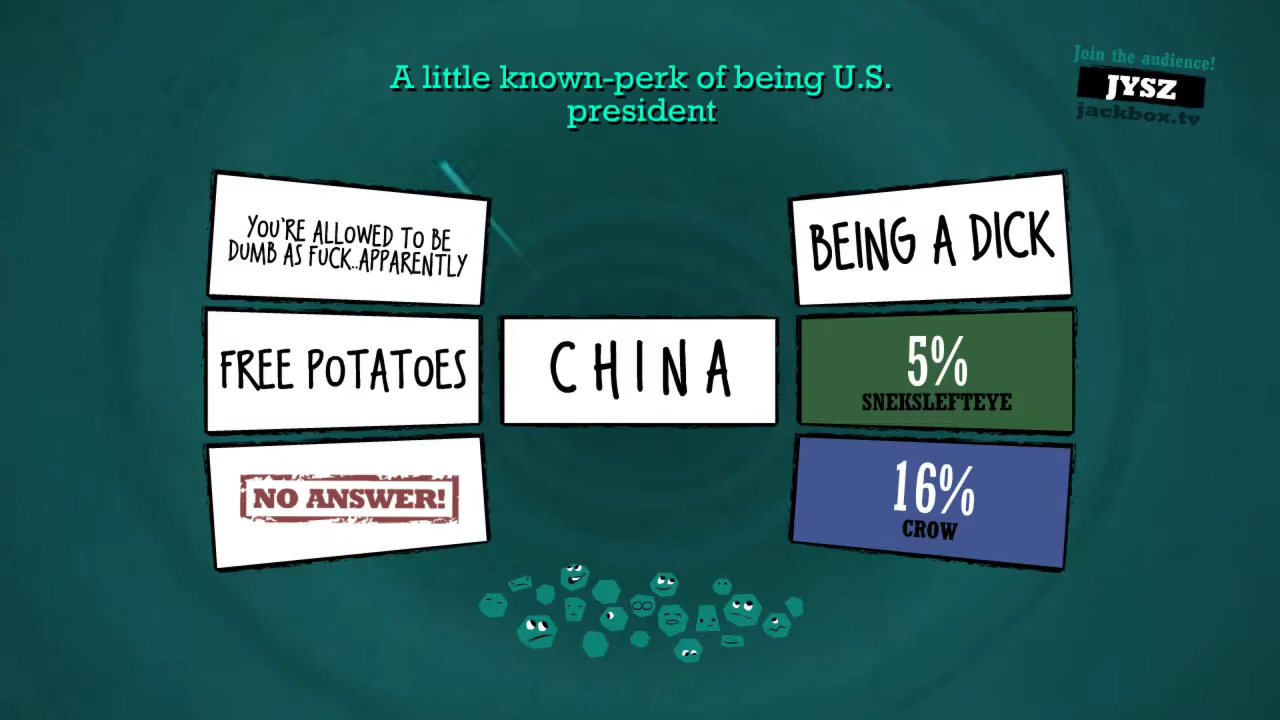 A little known-perk of being U.S.
president
Join the audience!
JYSZ
jackbox.tv
YOU'RE ALLOWED TO BE
DUMB AS FUCK..APPARENTLY
BEING A DICK
FREE POTATOES
CHINA
5%
SNEKSLEFTEYE
NO ANSWER!
16%
CROW